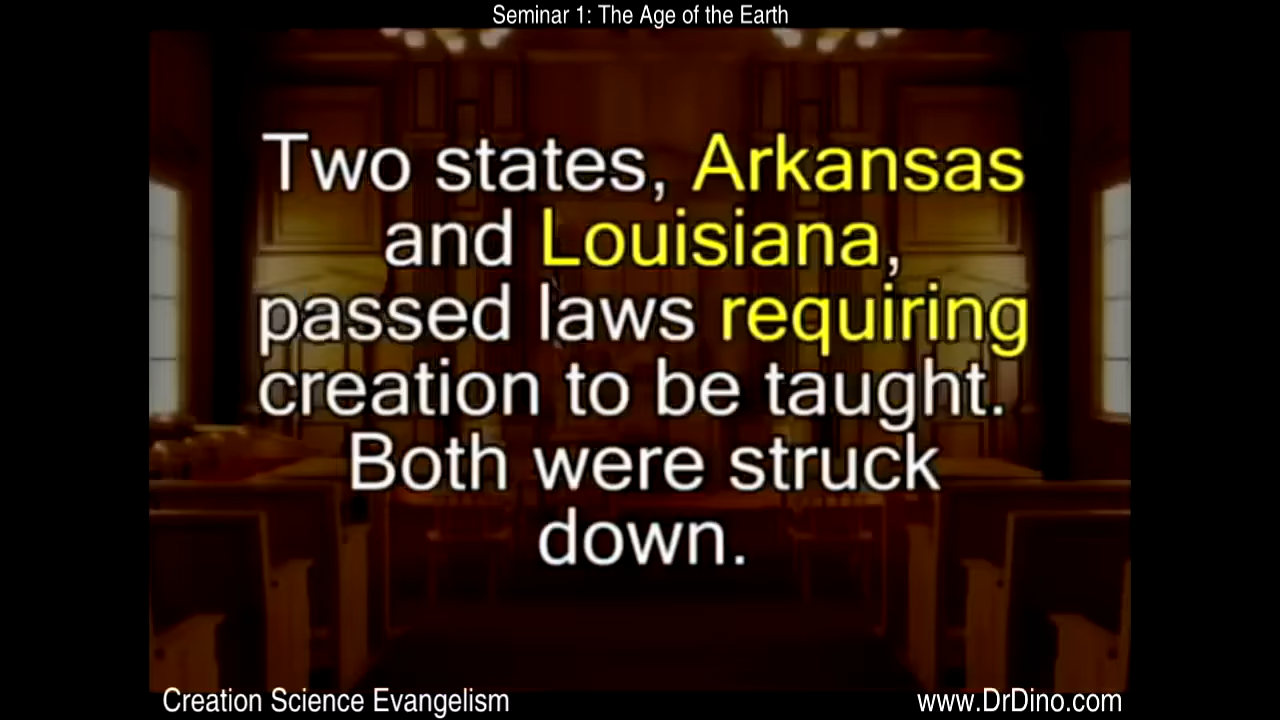 Seminar 1: The Age of the Earth
Two states, Arkansas
and Louisiana,
passed laws requiring
creation to be taught.
Both were struck
down.
Creation Science Evangelism
www.DrDino.com